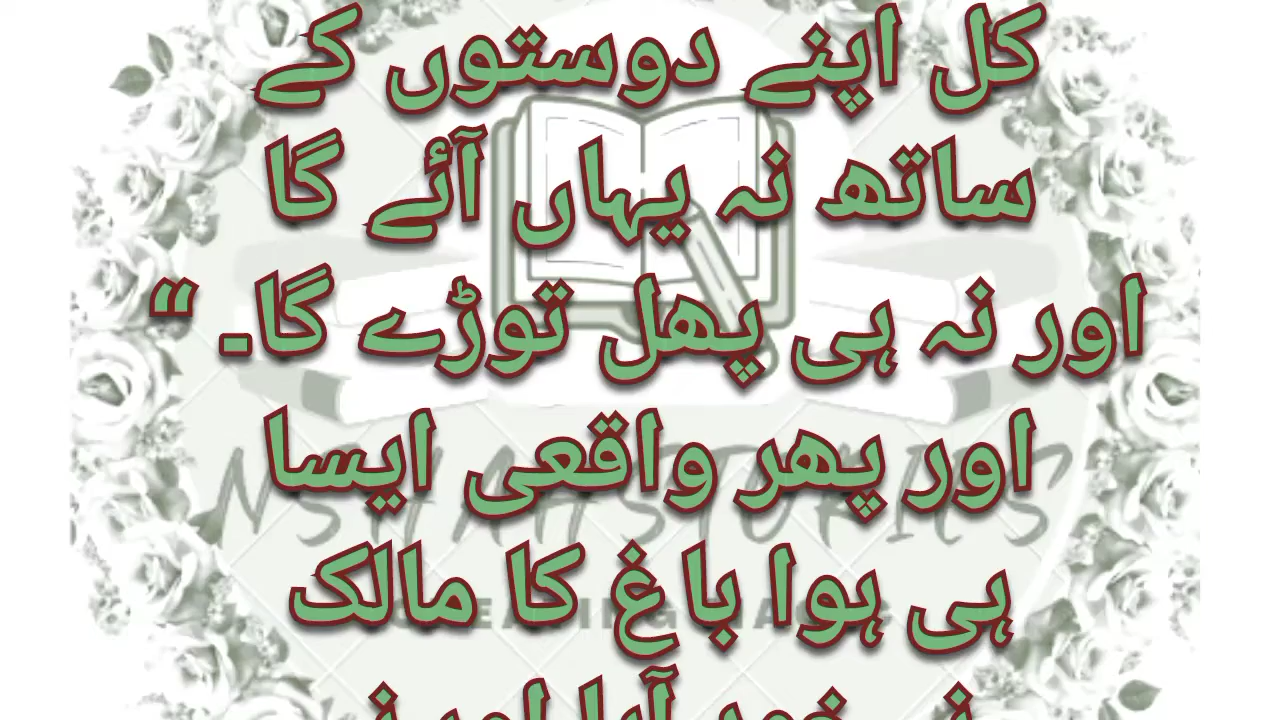 کل اپنے دوستوں کے
ساتھ نہ یہاں آئے گا
اور نہ ہی پھل توڑے گا۔ “
اور پھر واقعی ایسا
ہی ہوا باغ کا مالک
NSHAHSTORIES